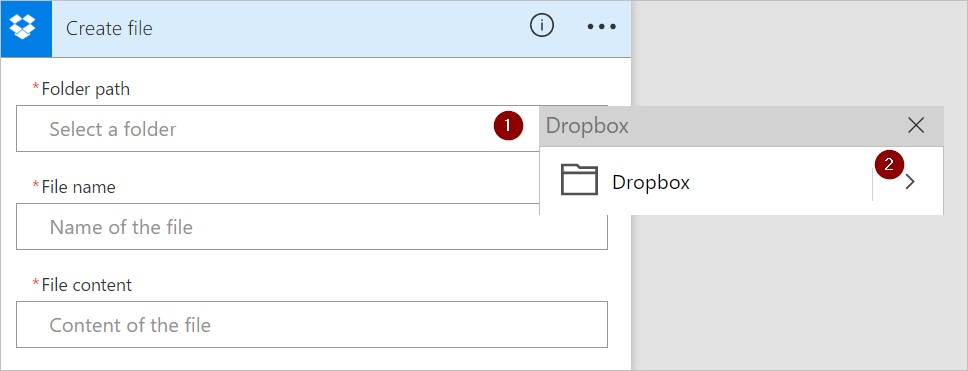 Create file
*Folder path
Select a folder
1
Dropbox
2
Dropbox
*File name
Name of the file
*File content
Content of the file